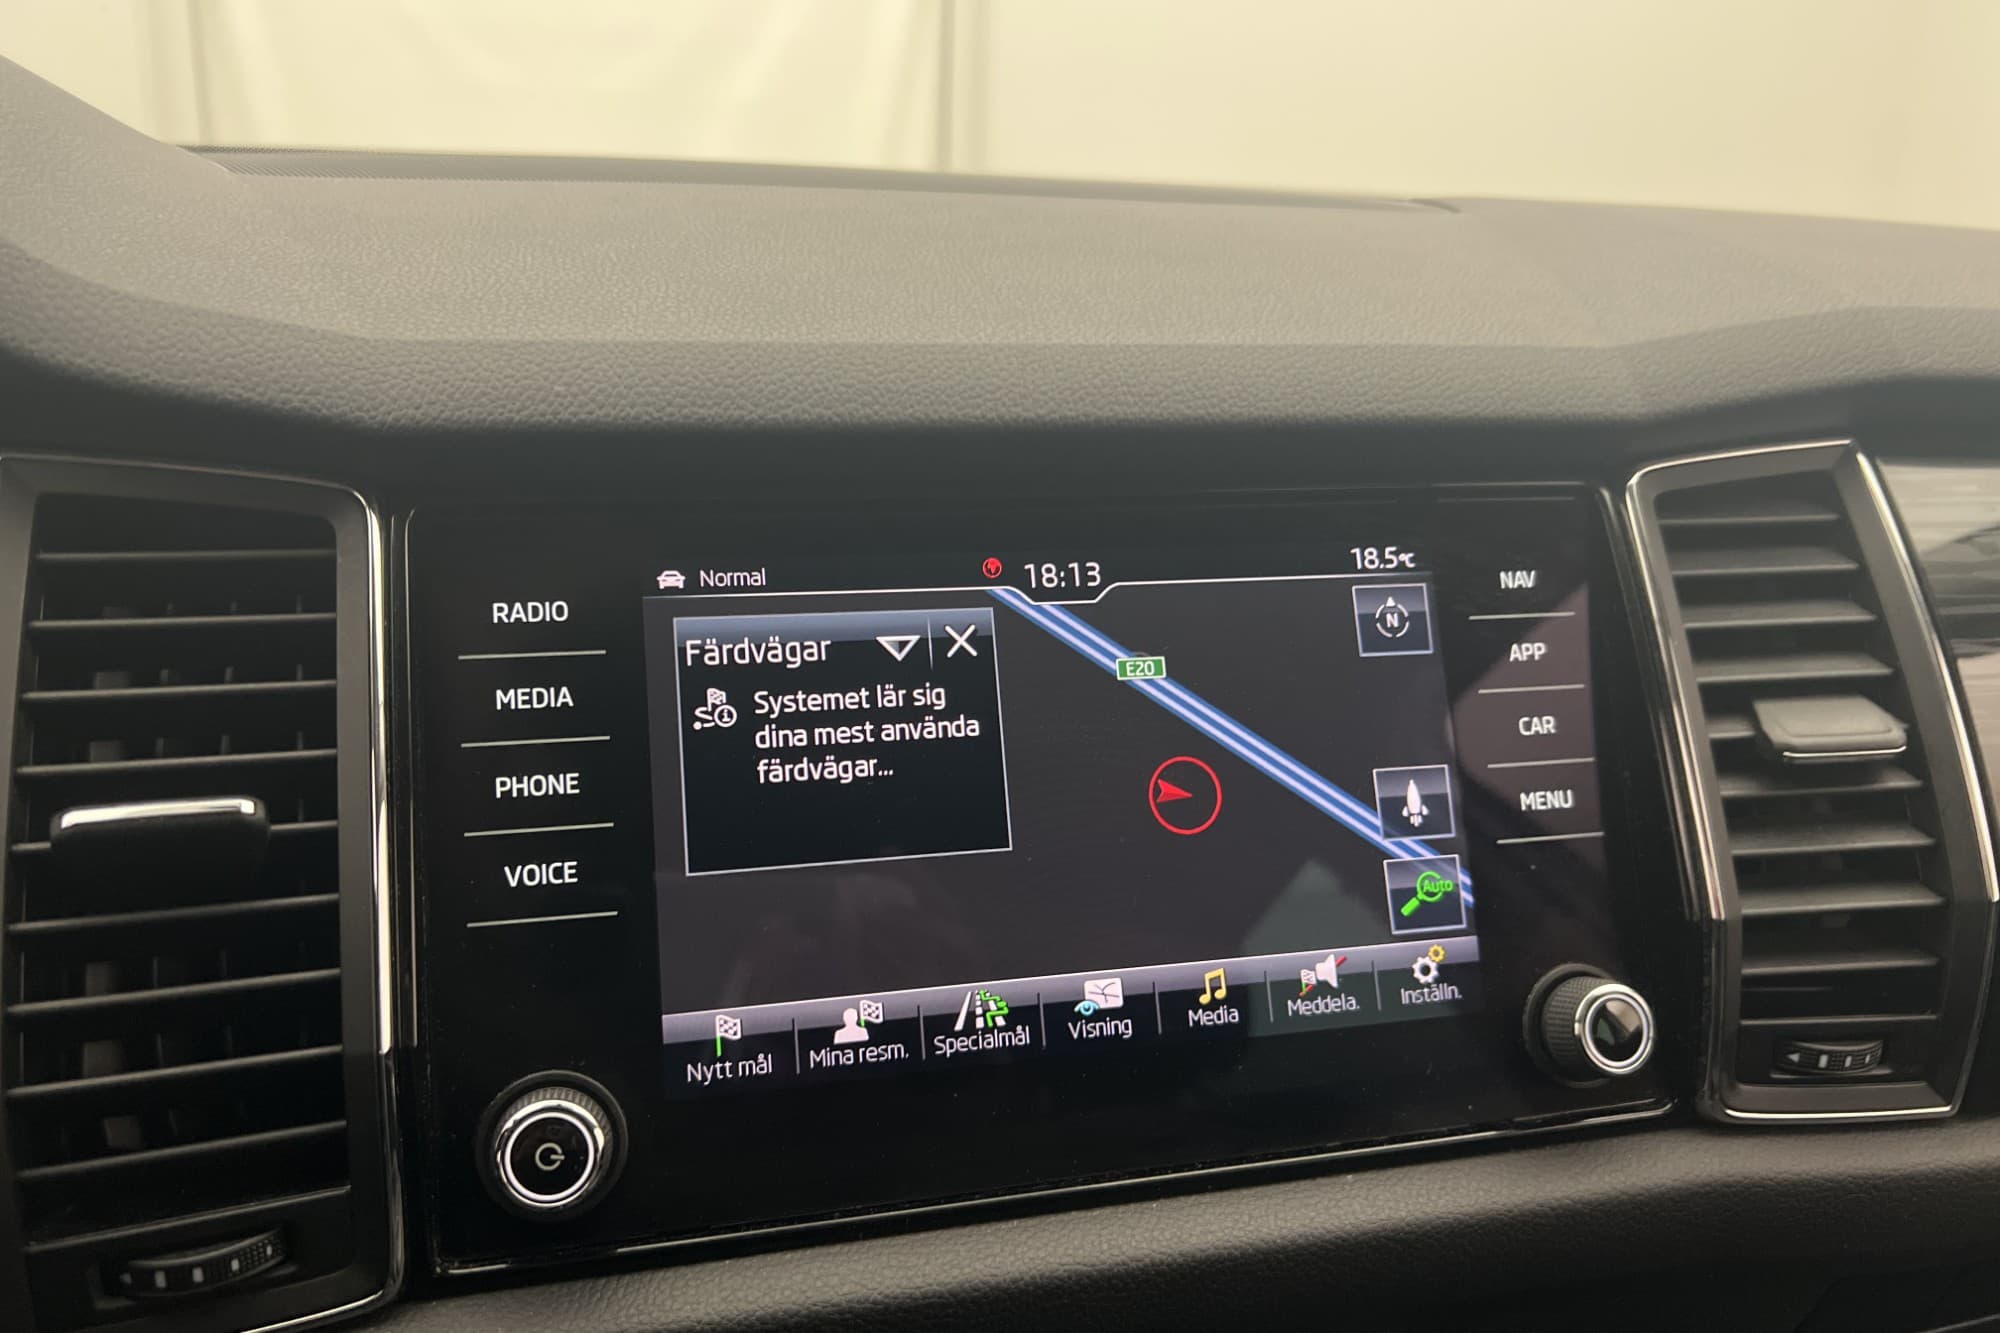 Normal
18:13
18.5°C
RADIO
MEDIA
PHONE
VOICE
Färdvägar
Systemet lär sig
dina mest använda
färdvägar...
E20
N
Auto
NAV
APP
CAR
MENU
Nytt mål
Mina resm.
Specialmål
Visning
Media
Meddela.
Inställn.